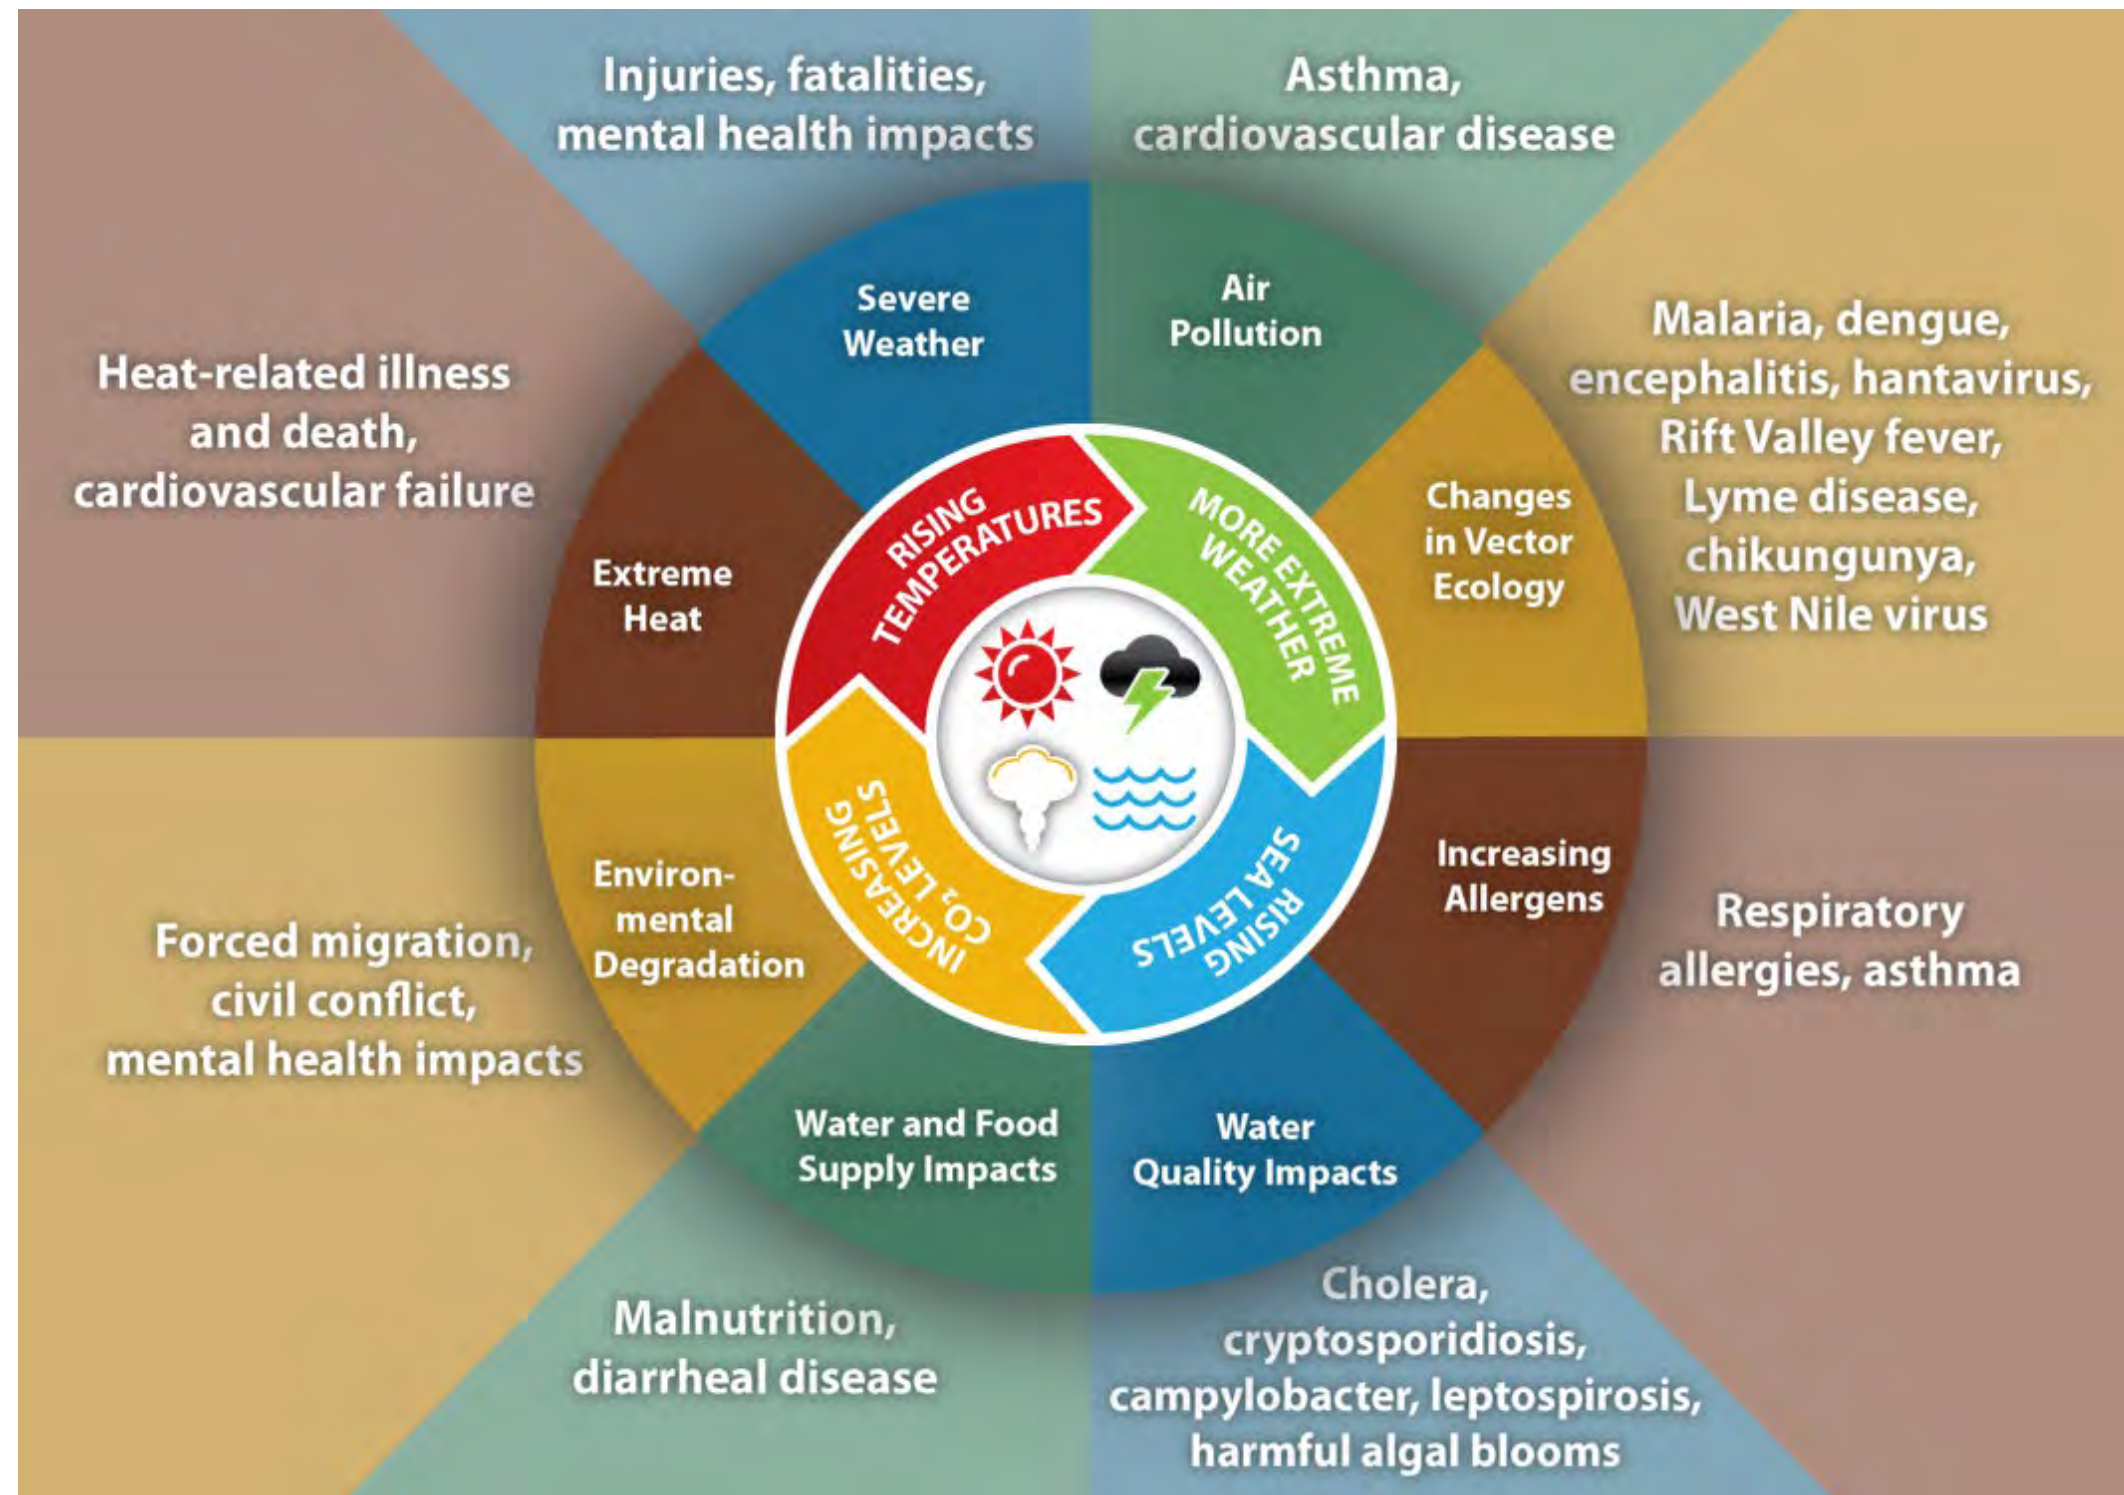 Injuries, fatalities,
mental health impacts
Asthma,
cardiovascular disease
Malaria, dengue,
encephalitis, hantavirus,
Rift Valley fever,
Lyme disease,
chikungunya,
West Nile virus
Respiratory
allergies, asthma
Cholera,
cryptosporidiosis,
campylobacter, leptospirosis,
harmful algal blooms
Malnutrition,
diarrheal disease
Forced migration,
civil conflict,
mental health impacts
Heat-related illness
and death,
cardiovascular failure
Severe
Weather
Air
Pollution
Changes
in Vector
Ecology
Increasing
Allergens
Water
Quality Impacts
Water and Food
Supply Impacts
Environ-
mental
Degradation
Extreme
Heat
RISING
TEMPERATURES
MORE EXTREME
WEATHER
RISING
SEA LEVELS
INCREASING
CO₂ LEVELS